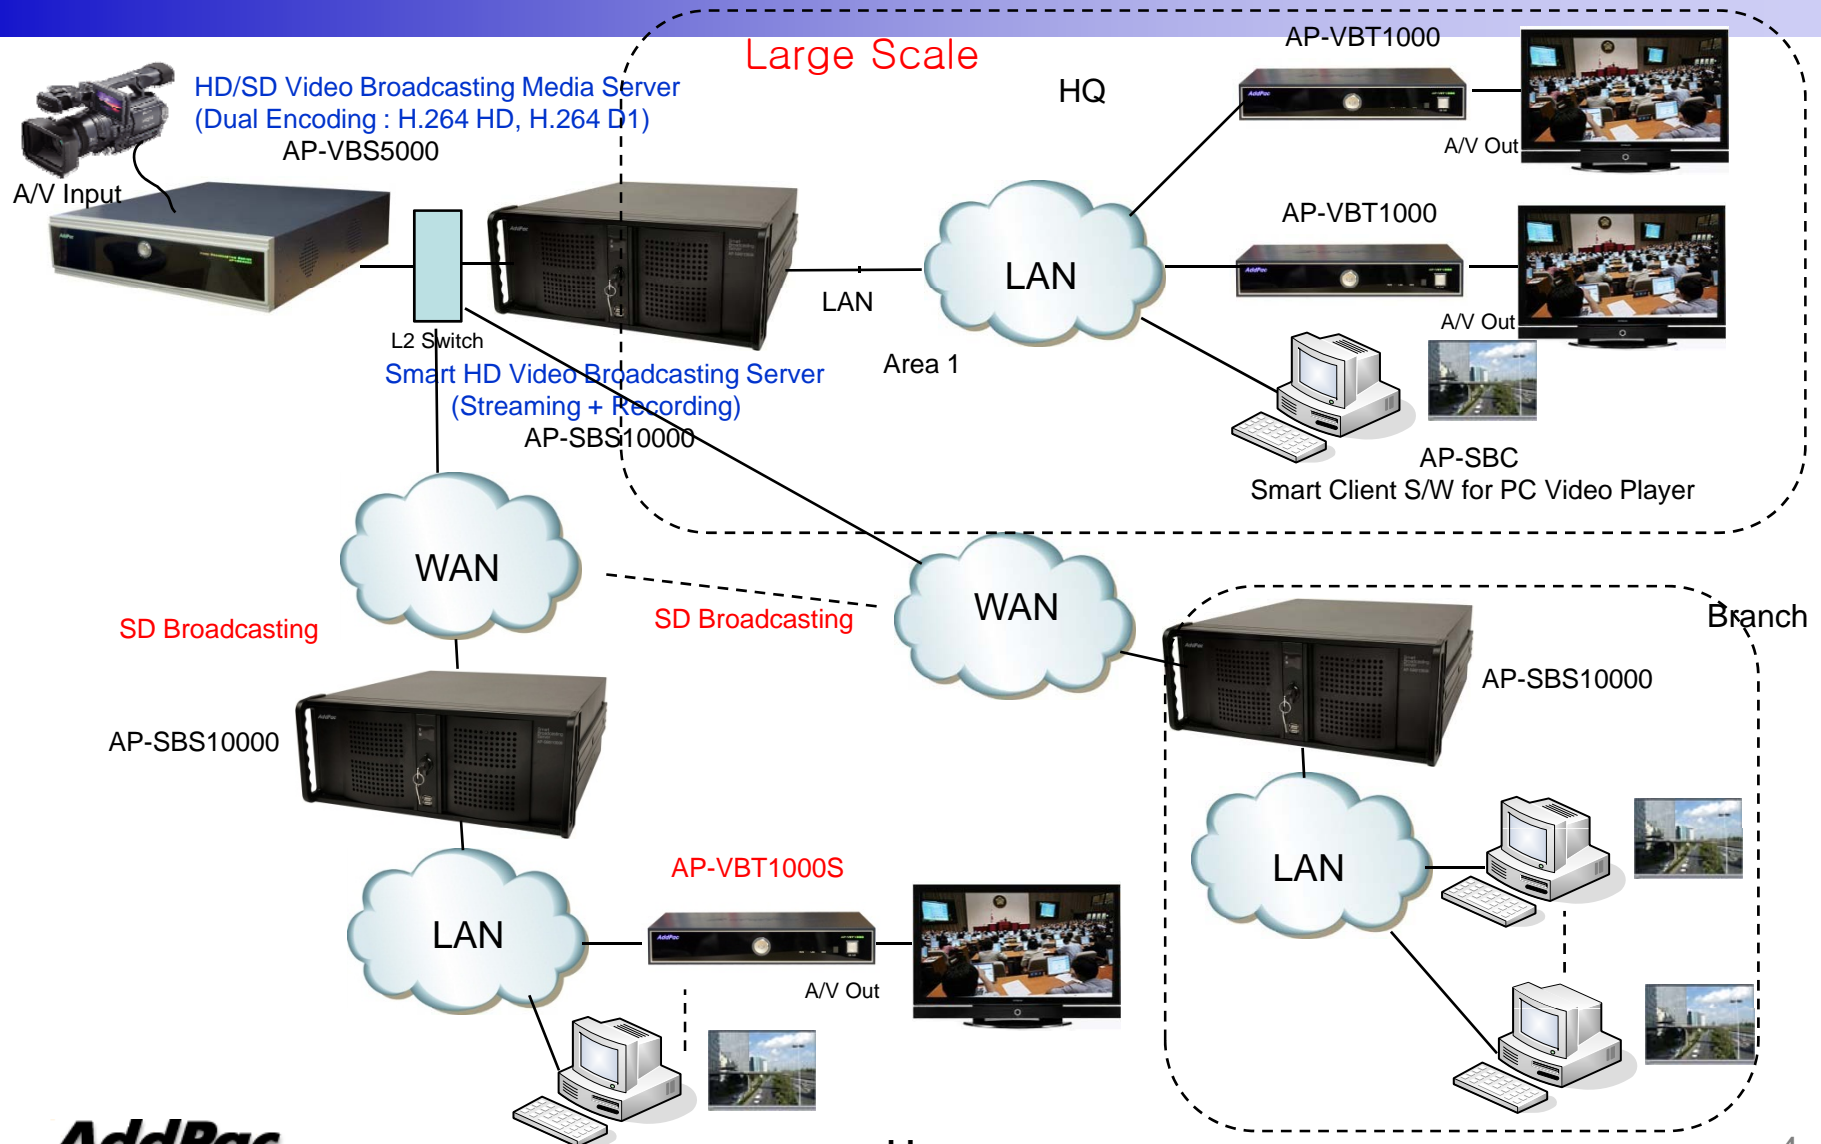 Large Scale
AP-VBT1000
HQ
HD/SD Video Broadcasting Media Server
(Dual Encoding : H.264 HD, H.264 D1)
AP-VBS5000
A/V Input
A/V Out
AP-VBT1000
LAN
LAN
A/V Out
L2 Switch
Area 1
Smart HD Video Broadcasting Server
(Streaming + Recording)
AP-SBS10000
AP-SBC
Smart Client S/W for PC Video Player
WAN
WAN
SD Broadcasting
SD Broadcasting
Branch
AP-SBS10000
AP-SBS10000
LAN
AP-VBT1000S
LAN
A/V Out
AddPac